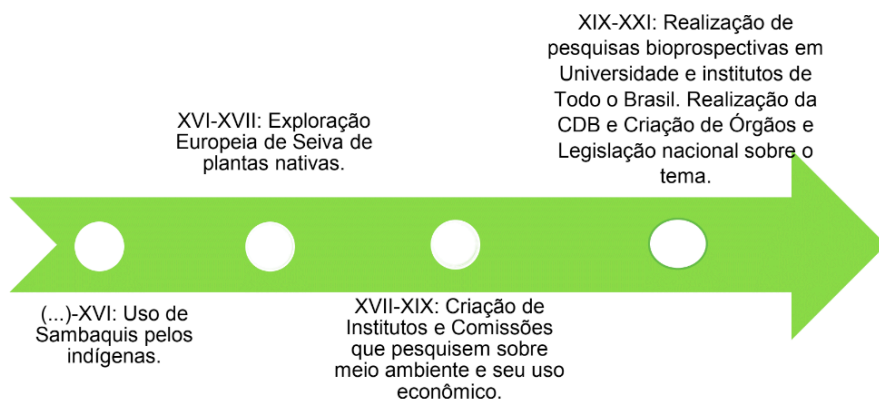 (...)-XVI: Uso de
Sambaquis pelos
indígenas.
XVI-XVII: Exploração
Europeia de Seiva de
plantas nativas.
XVII-XIX: Criação de
Institutos e Comissões
que pesquisem sobre
meio ambiente e seu uso
econômico.
XIX-XXI: Realização de
pesquisas bioprospectivas em
Universidade e institutos de
Todo o Brasil. Realização da
CDB e Criação de Órgãos e
Legislação nacional sobre o
tema.